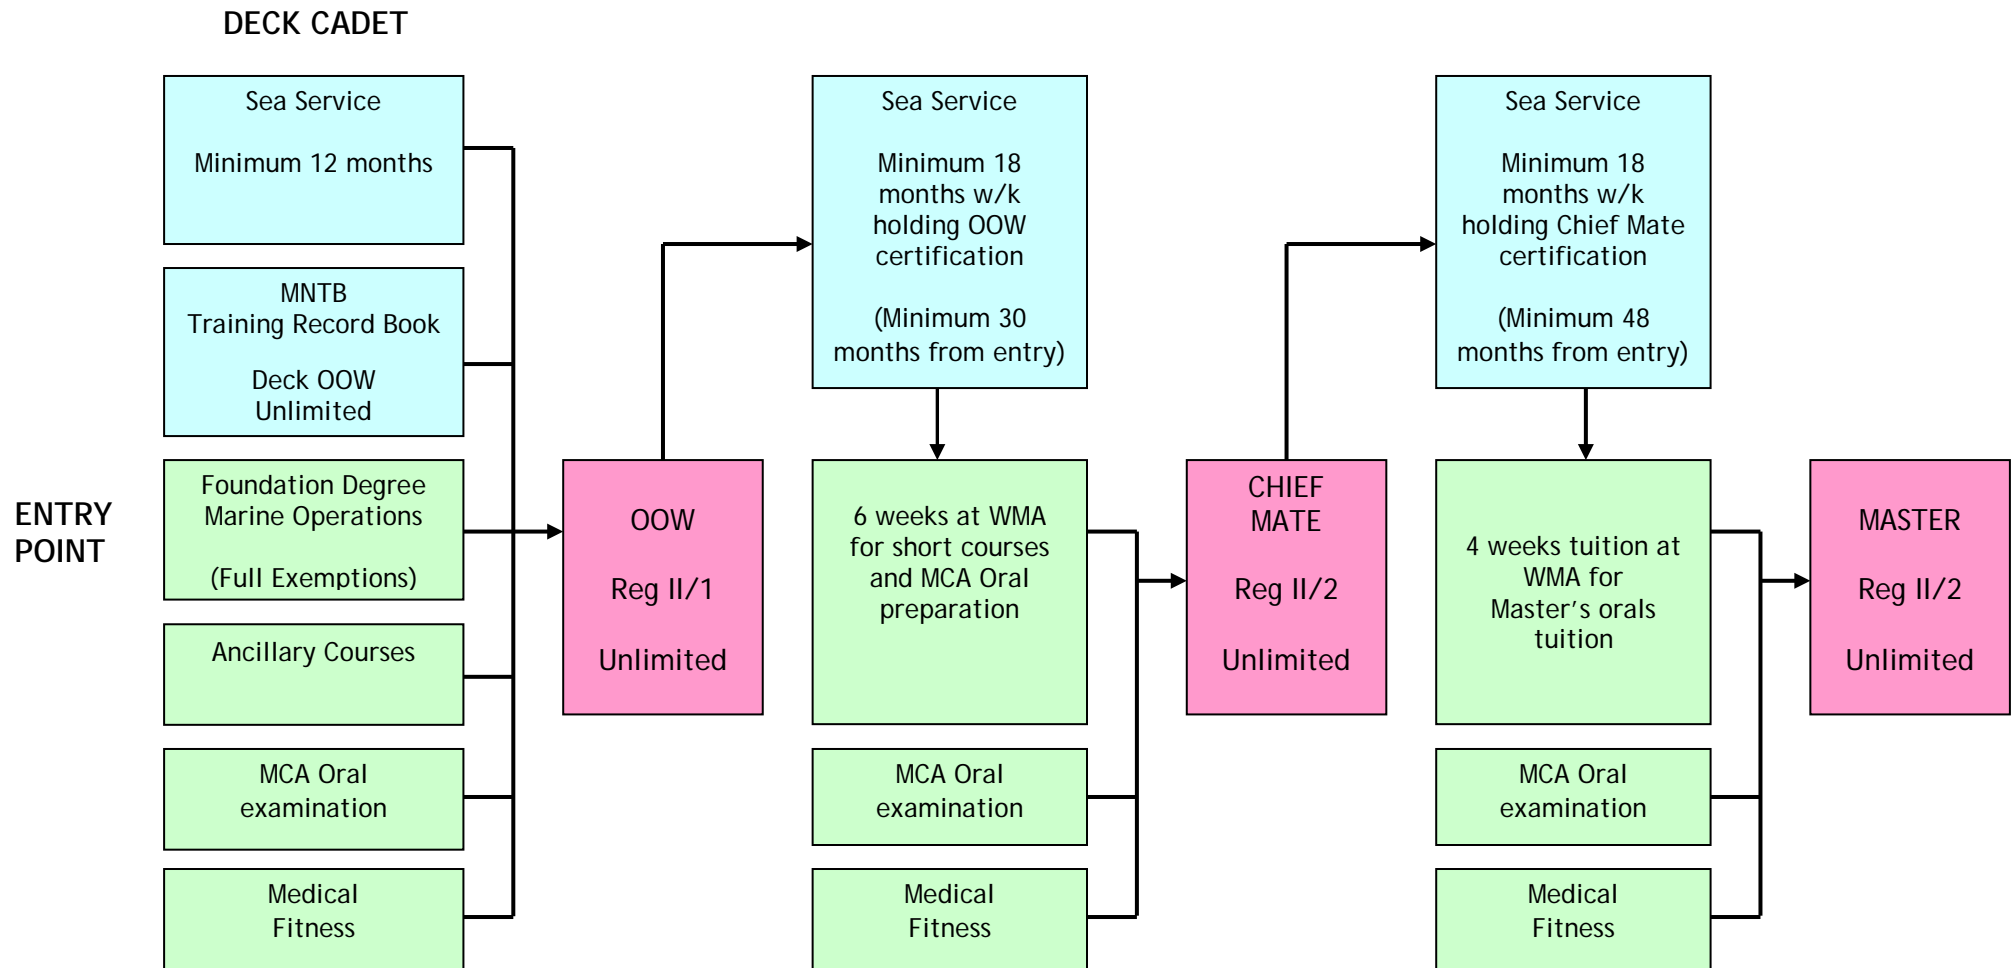 DECK CADET
ENTRY
POINT
Sea Service
Minimum 12 months
MNTB
Training Record Book
Deck OOW
Unlimited
Foundation Degree
Marine Operations
(Full Exemptions)
Ancillary Courses
MCA Oral
examination
Medical
Fitness
OOW
Reg II/1
Unlimited
Sea Service
Minimum 18
months w/k
holding OOW
certification
(Minimum 30
months from entry)
6 weeks at WMA
for short courses
and MCA Oral
preparation
MCA Oral
examination
Medical
Fitness
CHIEF
MATE
Reg II/2
Unlimited
Sea Service
Minimum 18
months w/k
holding Chief Mate
certification
(Minimum 48
months from entry)
4 weeks tuition at
WMA for
Master’s orals
tuition
MCA Oral
examination
Medical
Fitness
MASTER
Reg II/2
Unlimited